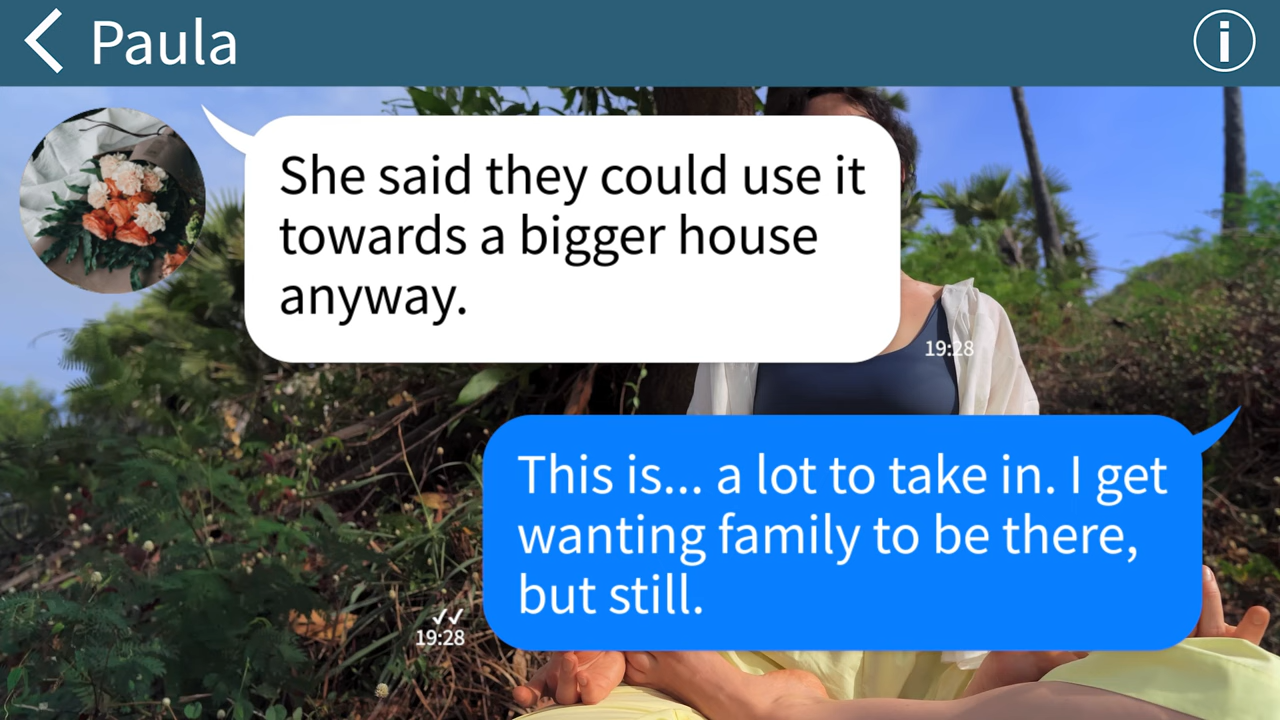 Paula
She said they could use it
towards a bigger house
anyway.
19:28
This is... a lot to take in. I get
wanting family to be there,
but still.
19:28